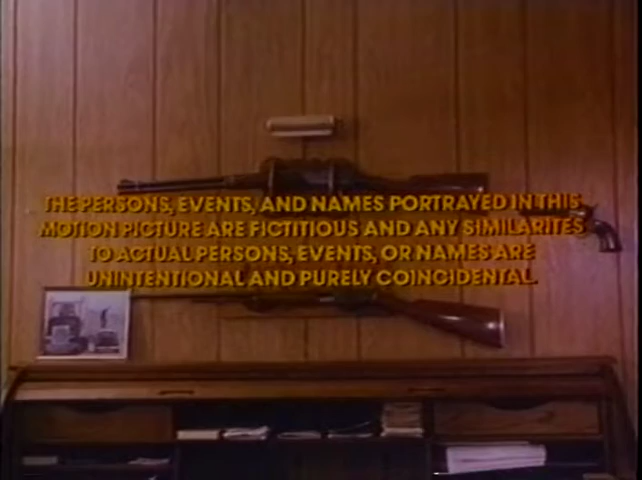 THE PERSONS, EVENTS, AND NAMES PORTRAYED IN THIS
MOTION PICTURE ARE FICTITIOUS AND ANY SIMILARITES
TO ACTUAL PERSONS, EVENTS, OR NAMES ARE
UNINTENTIONAL AND PURELY COINCIDENTAL.